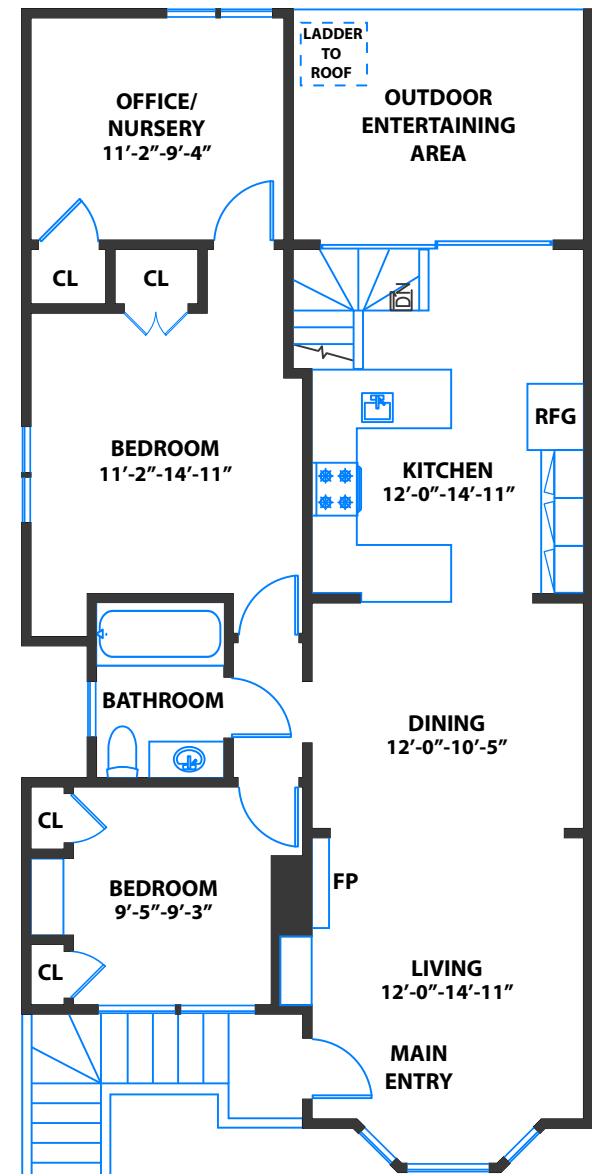 LADDER
TO
ROOF
OFFICE/
NURSERY
11’-2”-9’-4”
OUTDOOR
ENTERTAINING
AREA
CL
CL
DN
BEDROOM
11’-2”-14’-11”
RFG
KITCHEN
12’-0”-14’-11”
BATHROOM
DINING
12’-0”-10’-5”
CL
BEDROOM
9’-5”-9’-3”
FP
CL
LIVING
12’-0”-14’-11”
MAIN
ENTRY